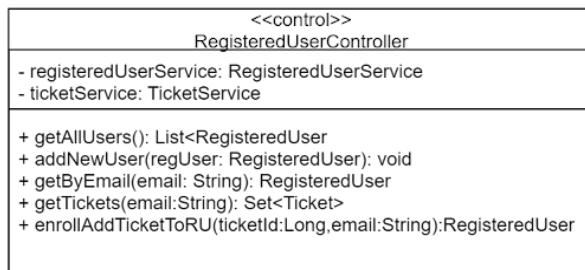 <<control>>
RegisteredUserController
- registeredUserService: RegisteredUserService
- ticketService: TicketService
+ getAllUsers(): List<RegisteredUser
+ addNewUser(regUser: RegisteredUser): void
+ getByEmail(email: String): RegisteredUser
+ getTickets(email:String): Set<Ticket>
+ enrollAddTicketToRU(ticketId:Long,email:String):RegisteredUser